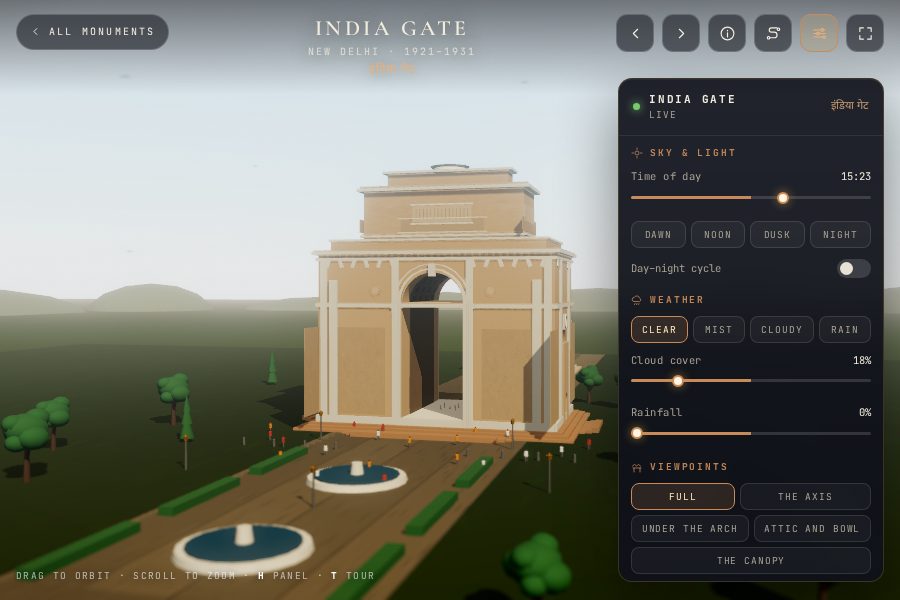 ALL MONUMENTS
INDIA GATE
NEW DELHI · 1921–1931
इंडिया गेट
INDIA GATE
LIVE
इंडिया गेट
SKY & LIGHT
Time of day 15:23
DAWN NOON DUSK NIGHT
Day-night cycle
WEATHER
CLEAR MIST CLOUDY RAIN
Cloud cover 18%
Rainfall 0%
VIEWPOINTS
FULL THE AXIS
UNDER THE ARCH ATTIC AND BOWL
THE CANOPY
DRAG TO ORBIT · SCROLL TO ZOOM · H PANEL · T TOUR